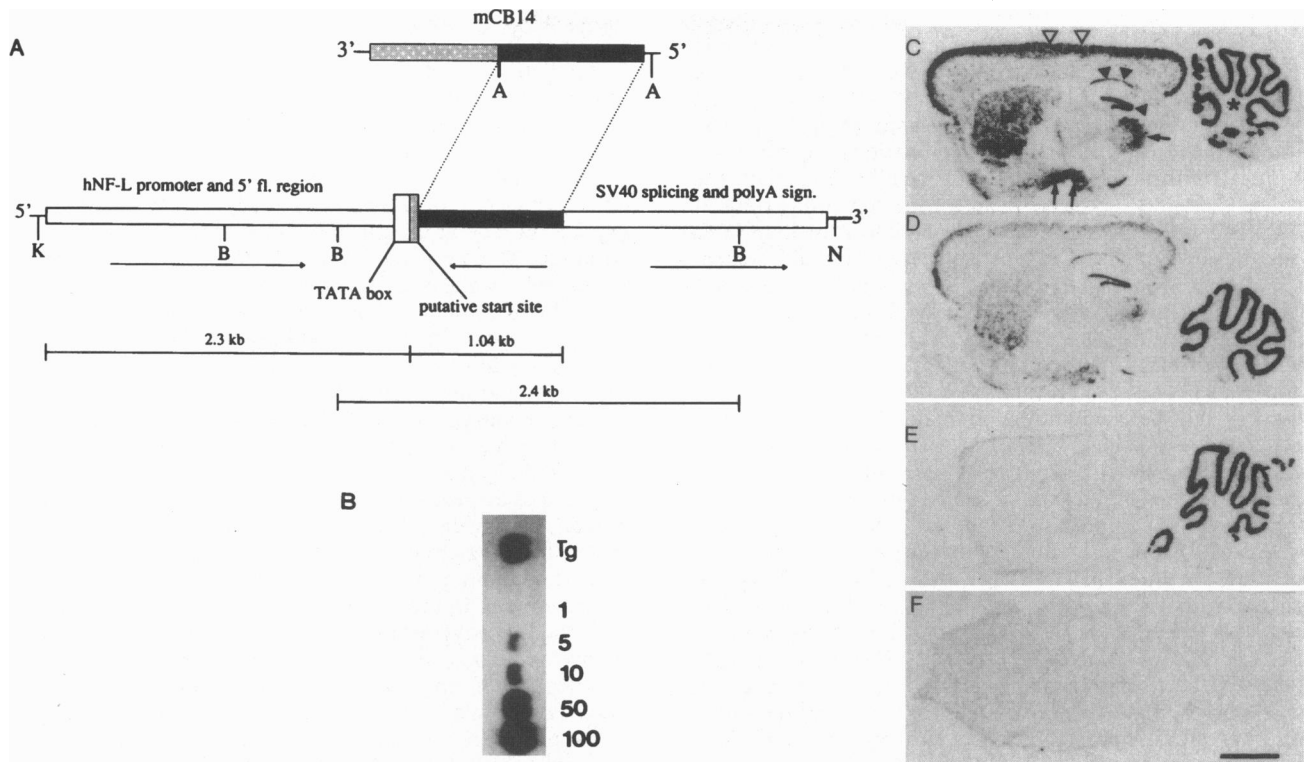 A
mCB14
3’
5’
A
A
hNF-L promoter and 5’ fl. region
SV40 splicing and polyA sign.
5’
3’
K
B
B
B
N
TATA box
putative start site
2.3 kb
1.04 kb
2.4 kb
B
Tg
1
5
10
50
100
C
*
D
E
F